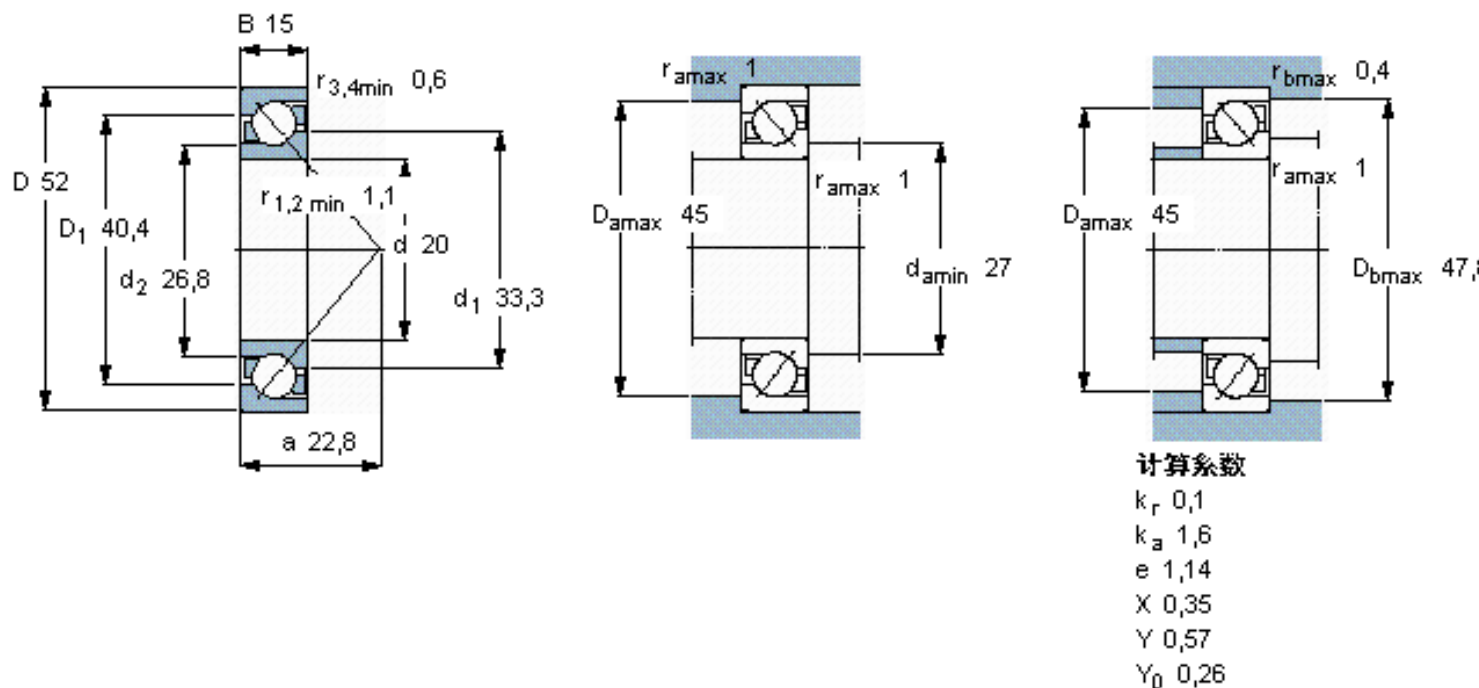 B 15
r3,4min 0,6
D 52
D1 40,4
d2 26,8
r1,2 min 1,1
d 20
d1 33,3
a 22,8
ramax 1
ramax 1
Damax 45
damin 27
rbmax 0,4
ramax 1
Damax 45
Dbmax 47,8
计算系数
kr 0,1
ka 1,6
e 1,14
X 0,35
Y 0,57
Y0 0,26